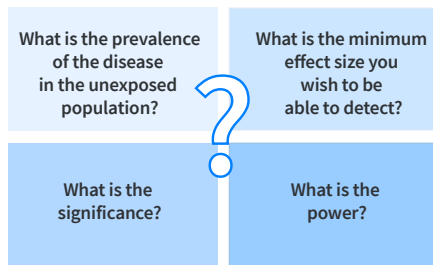 What is the prevalence
of the disease
in the unexposed
population?
What is the minimum
effect size you
wish to be
able to detect?
?
What is the
significance?
What is the
power?